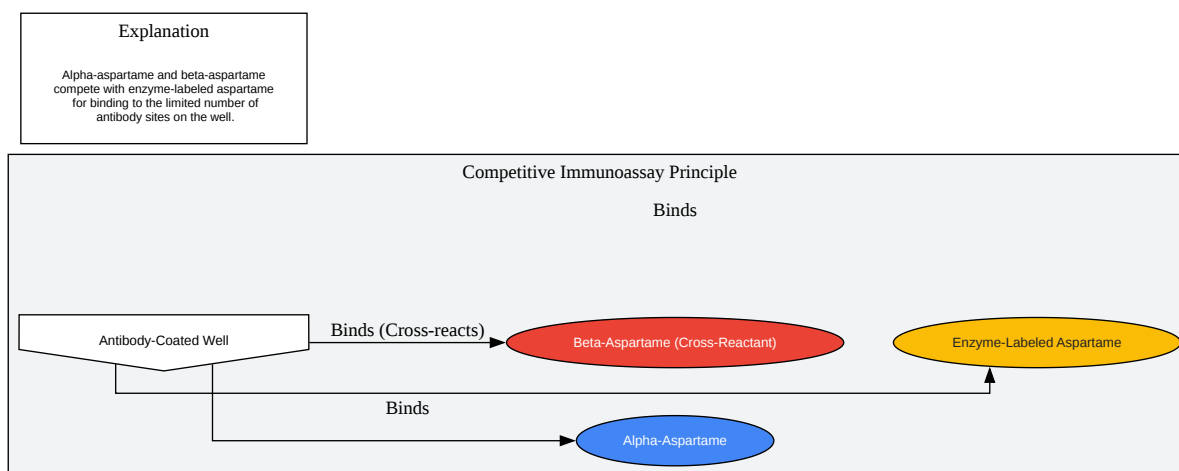 Explanation
Alpha-aspartame and beta-aspartame
compete with enzyme-labeled aspartame
for binding to the limited number of
antibody sites on the well.
Competitive Immunoassay Principle
Binds
Antibody-Coated Well
Binds (Cross-reacts)
Beta-Aspartame (Cross-Reactant)
Enzyme-Labeled Aspartame
Binds
Alpha-Aspartame